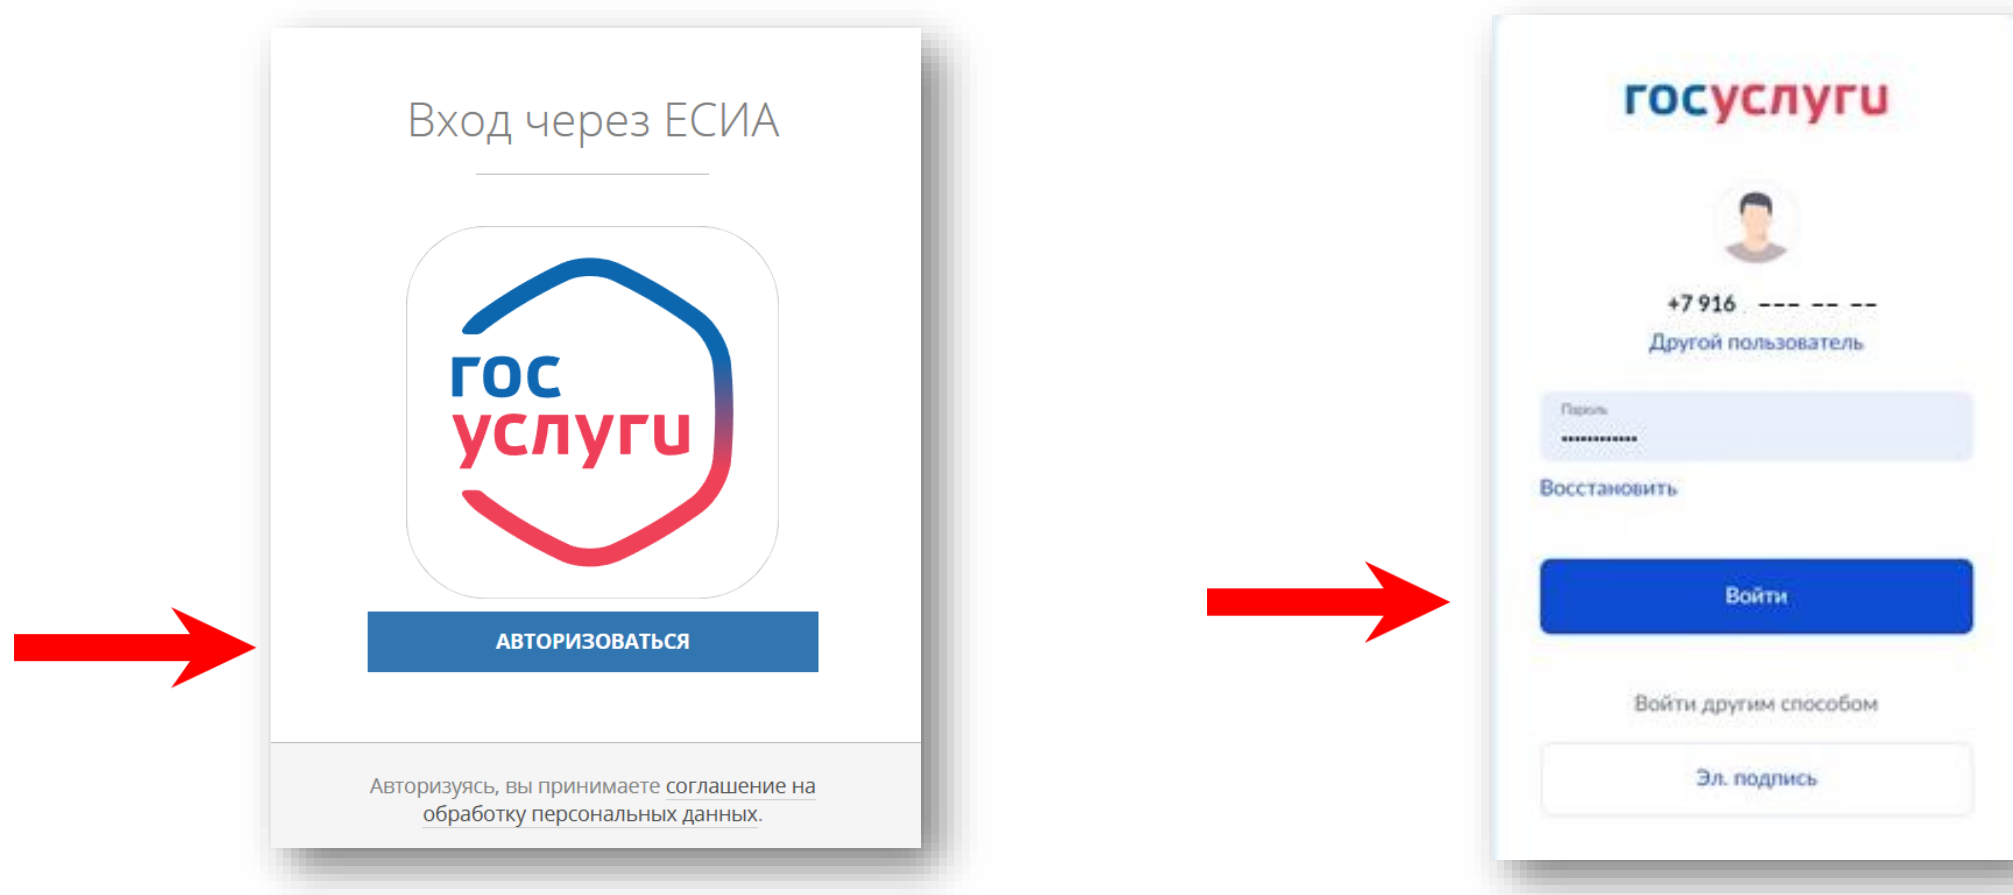 Вход через ЕСИА
гос
услуги
АВТОРИЗОВАТЬСЯ
Авторизуясь, вы принимаете соглашение на
обработку персональных данных.
госуслуги
+7 916 --- -- --
Другой пользователь
Пароль
••••••••••••
Восстановить
Войти
Войти другим способом
Эл. подпись